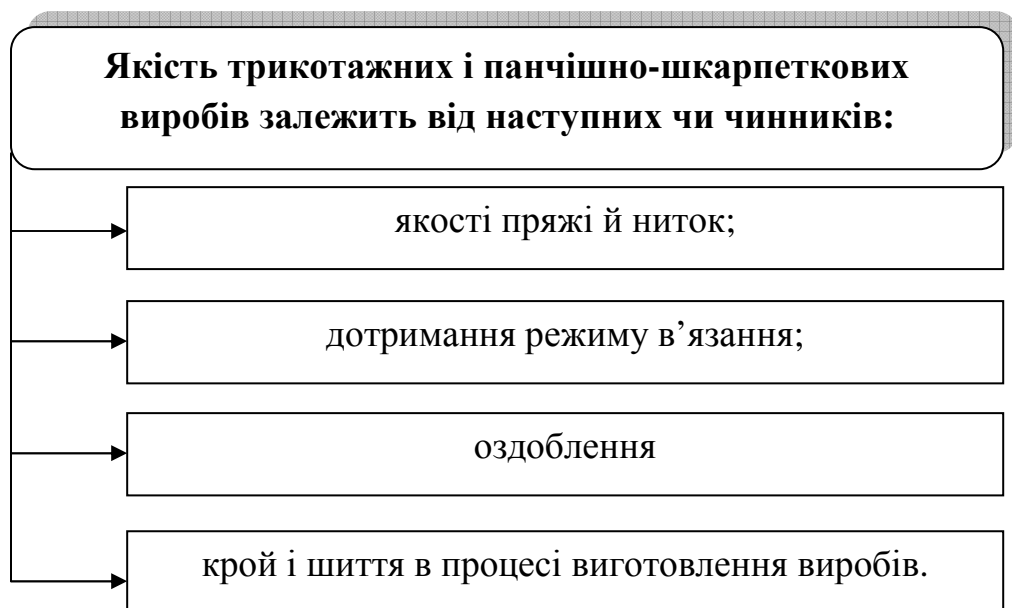 Якість трикотажних і панчішно-шкарпеткових
виробів залежить від наступних чи чинників:
якості пряжі й ниток;
дотримання режиму в’язання;
оздоблення
крой і шиття в процесі виготовлення виробів.